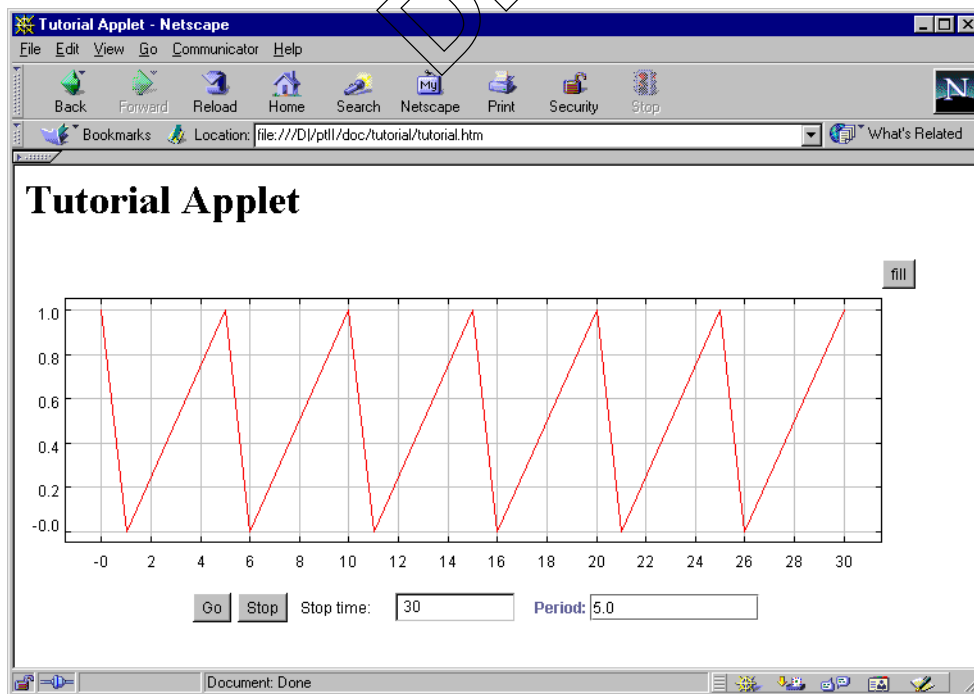 Tutorial Applet - Netscape
File Edit View Go Communicator Help
My
Back Forward Reload Home Search Netscape Print Security Stop
N
Bookmarks Location: file:///D|/ptII/doc/tutorial/tutorial.htm What's Related
Tutorial Applet
fill
1.0
0.8
0.6
0.4
0.2
-0.0
-0 2 4 6 8 10 12 14 16 18 20 22 24 26 28 30
Go Stop Stop time: 30 Period: 5.0
Document: Done